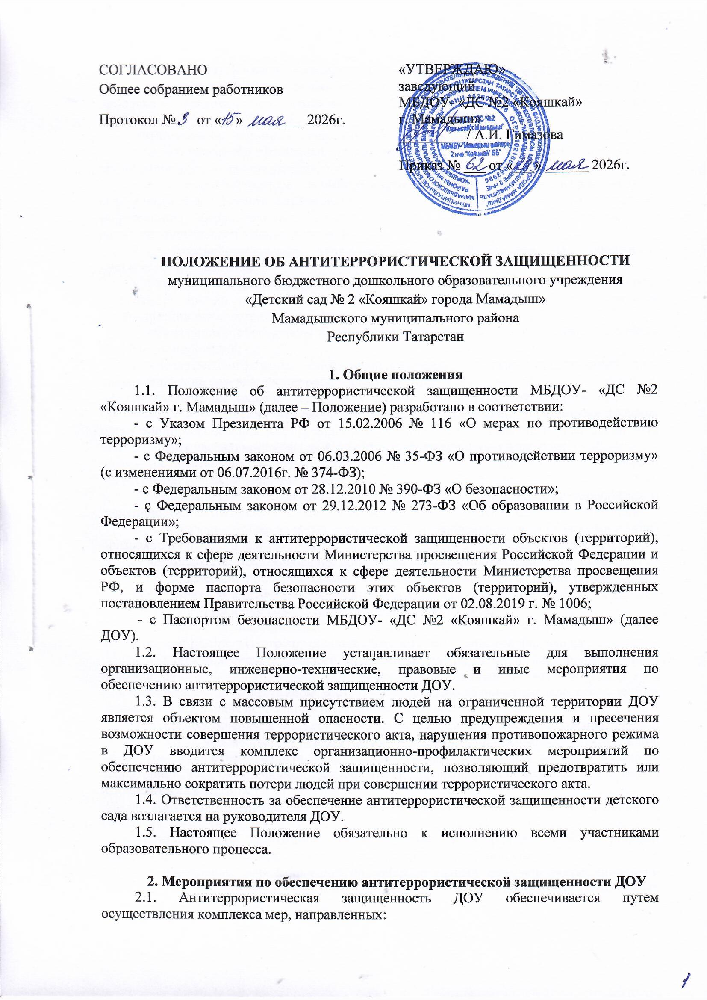 СОГЛАСОВАНО
Общее собранием работников
Протокол № 3 от «15» мая 2026г.
«УТВЕРЖДАЮ»
заведующий
МБДОУ- «ДС №2 «Кояшкай»
г. Мамадыш»
/ А.И. Гимазова
Приказ № 62 от « » мая 2026г.
ПОЛОЖЕНИЕ ОБ АНТИТЕРРОРИСТИЧЕСКОЙ ЗАЩИЩЕННОСТИ
муниципального бюджетного дошкольного образовательного учреждения
«Детский сад № 2 «Кояшкай» города Мамадыш»
Мамадышского муниципального района
Республики Татарстан
1. Общие положения
1.1. Положение об антитеррористической защищенности МБДОУ- «ДС №2
«Кояшкай» г. Мамадыш» (далее – Положение) разработано в соответствии:
- с Указом Президента РФ от 15.02.2006 № 116 «О мерах по противодействию
терроризму»;
- с Федеральным законом от 06.03.2006 № 35-ФЗ «О противодействии терроризму»
(с изменениями от 06.07.2016г. № 374-ФЗ);
- с Федеральным законом от 28.12.2010 № 390-ФЗ «О безопасности»;
- с Федеральным законом от 29.12.2012 № 273-ФЗ «Об образовании в Российской
Федерации»;
- с Требованиями к антитеррористической защищенности объектов (территорий),
относящихся к сфере деятельности Министерства просвещения Российской Федерации и
объектов (территорий), относящихся к сфере деятельности Министерства просвещения
РФ, и форме паспорта безопасности этих объектов (территорий), утвержденных
постановлением Правительства Российской Федерации от 02.08.2019 г. № 1006;
- с Паспортом безопасности МБДОУ- «ДС №2 «Кояшкай» г. Мамадыш» (далее
ДОУ).
1.2. Настоящее Положение устанавливает обязательные для выполнения
организационные, инженерно-технические, правовые и иные мероприятия по
обеспечению антитеррористической защищенности ДОУ.
1.3. В связи с массовым присутствием людей на ограниченной территории ДОУ
является объектом повышенной опасности. С целью предупреждения и пресечения
возможности совершения террористического акта, нарушения противопожарного режима
в ДОУ вводится комплекс организационно-профилактических мероприятий по
обеспечению антитеррористической защищенности, позволяющий предотвратить или
максимально сократить потери людей при совершении террористического акта.
1.4. Ответственность за обеспечение антитеррористической защищенности детского
сада возлагается на руководителя ДОУ.
1.5. Настоящее Положение обязательно к исполнению всеми участниками
образовательного процесса.
2. Мероприятия по обеспечению антитеррористической защищенности ДОУ
2.1. Антитеррористическая защищенность ДОУ обеспечивается путем
осуществления комплекса мер, направленных:
1